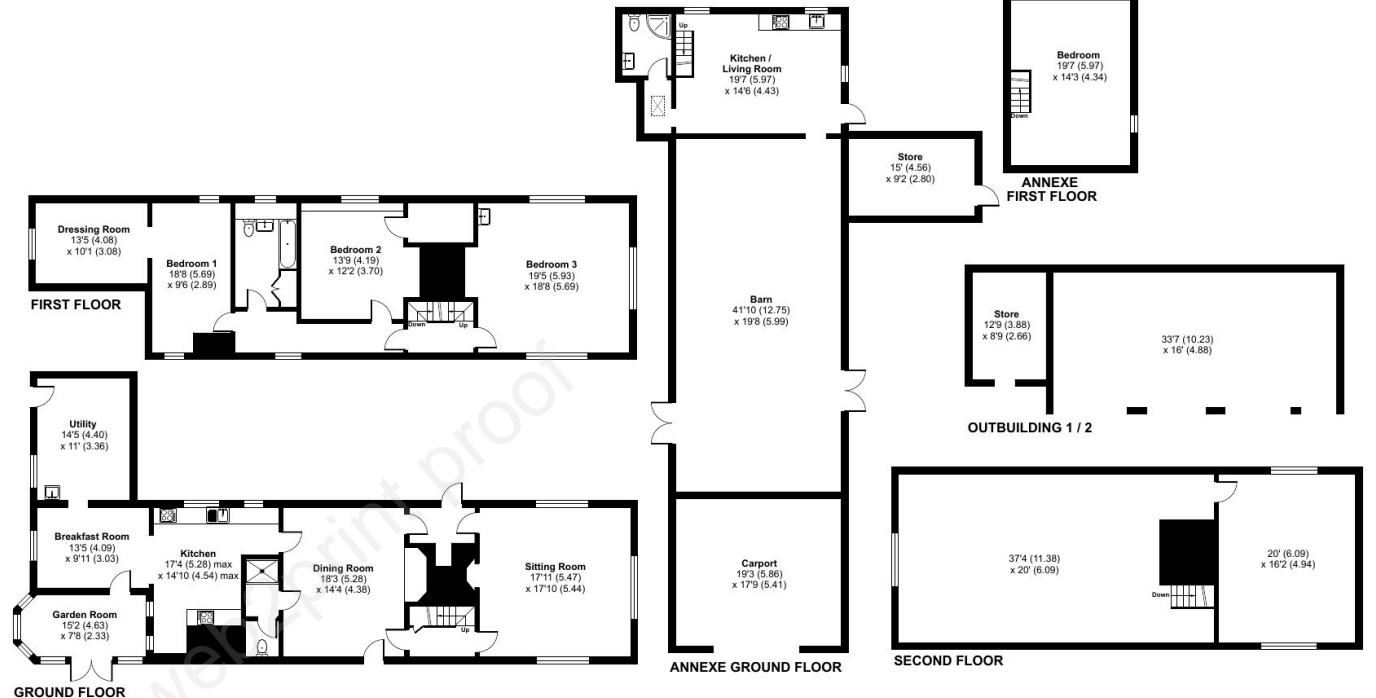 Dressing Room
13'5 (4.08)
x 10'1 (3.08)
Bedroom 1
18'8 (5.69)
x 9'6 (2.89)
Bedroom 2
13'9 (4.19)
x 12'2 (3.70)
Bedroom 3
19'5 (5.93)
x 18'8 (5.69)
Down
Up
FIRST FLOOR
Utility
14'5 (4.40)
x 11' (3.36)
Breakfast Room
13'5 (4.09)
x 9'11 (3.03)
Kitchen
17'4 (5.28) max
x 14'10 (4.54) max
Dining Room
18'3 (5.28)
x 14'4 (4.38)
Sitting Room
17'11 (5.47)
x 17'10 (5.44)
Garden Room
15'2 (4.63)
x 7'8 (2.33)
Up
GROUND FLOOR
web2print proof
Up
Kitchen /
Living Room
19'7 (5.97)
x 14'6 (4.43)
Store
15' (4.56)
x 9'2 (2.80)
Barn
41'10 (12.75)
x 19'8 (5.99)
Carport
19'3 (5.86)
x 17'9 (5.41)
ANNEXE GROUND FLOOR
Bedroom
19'7 (5.97)
x 14'3 (4.34)
Down
ANNEXE
FIRST FLOOR
Store
12'9 (3.88)
x 8'9 (2.66)
33'7 (10.23)
x 16' (4.88)
OUTBUILDING 1 / 2
37'4 (11.38)
x 20' (6.09)
Down
20' (6.09)
x 16'2 (4.94)
SECOND FLOOR